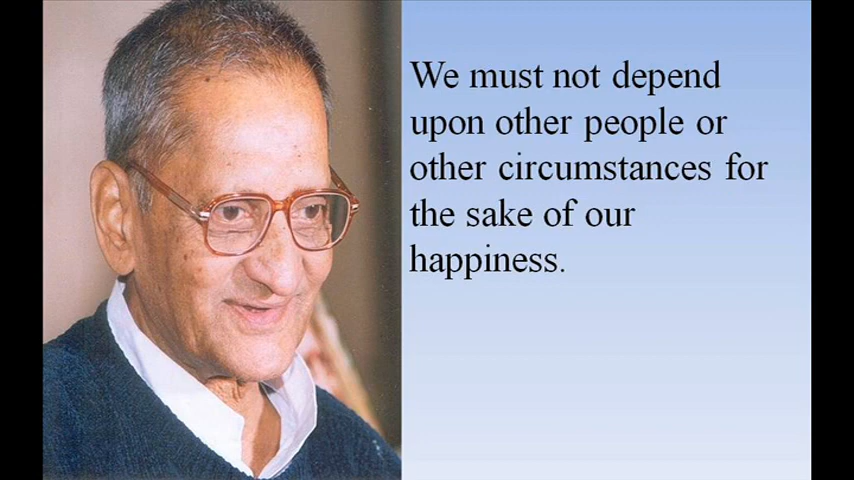 We must not depend
upon other people or
other circumstances for
the sake of our
happiness.